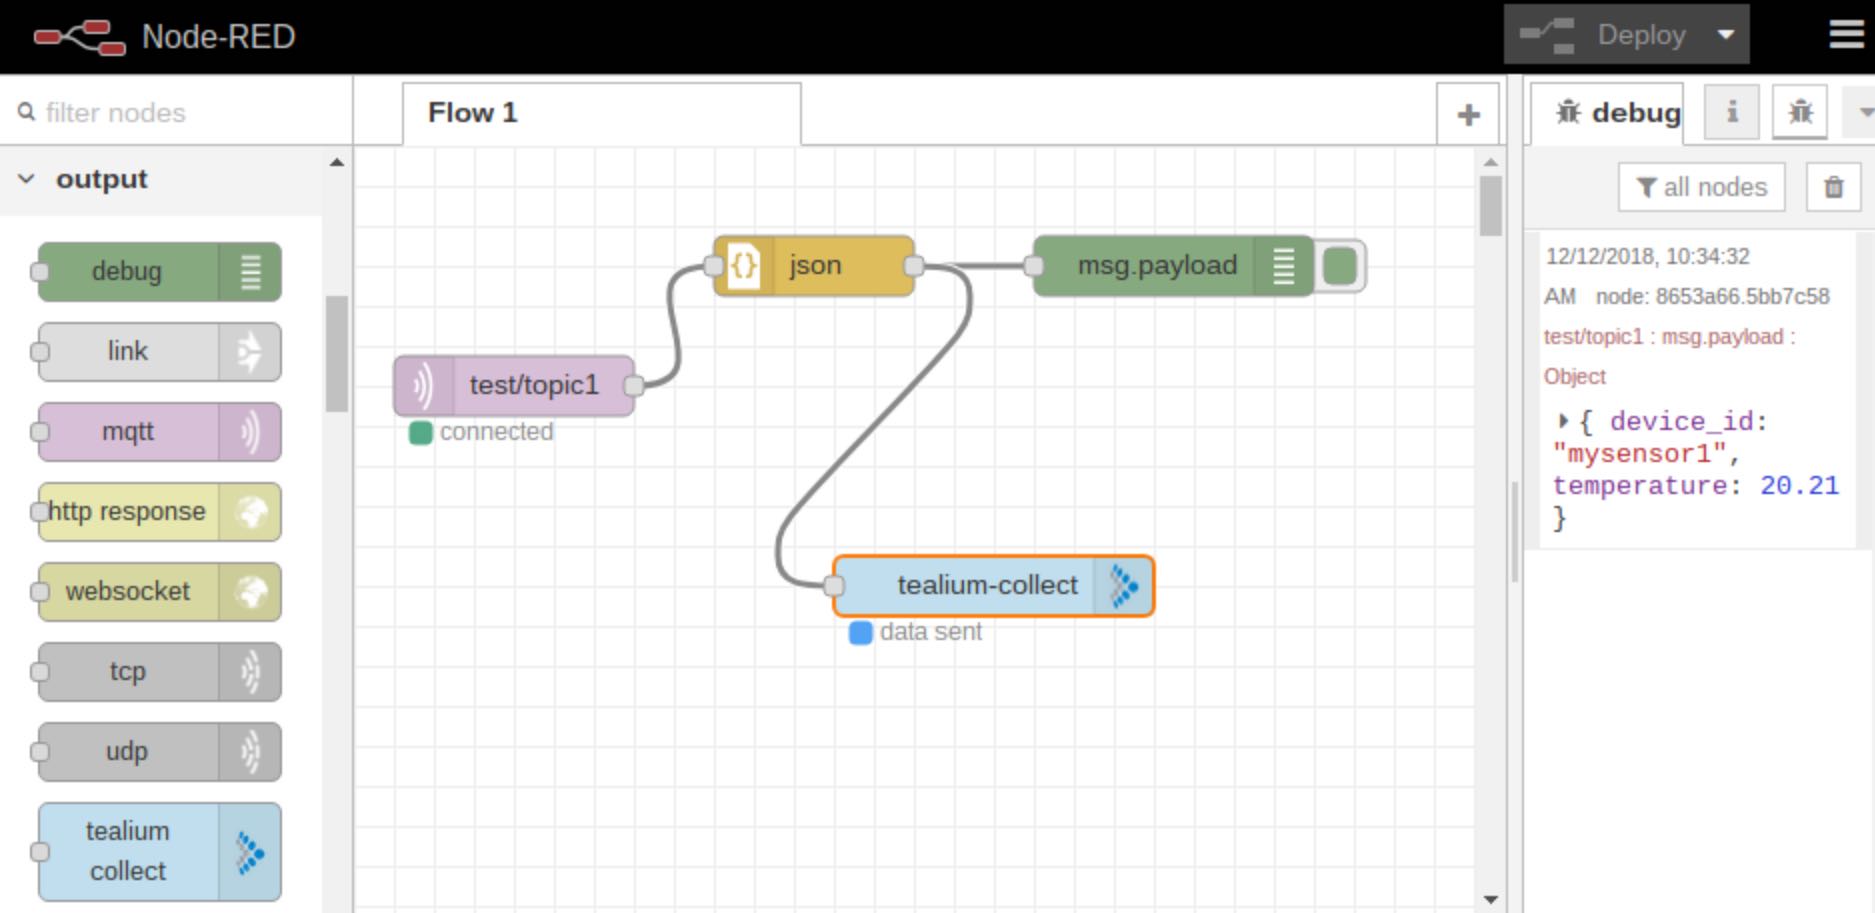 Node-RED
Deploy
filter nodes
Flow 1
+
debug
i
output
all nodes
debug
link
mqtt
http response
websocket
tcp
udp
tealium
collect
{} json
msg.payload
test/topic1
connected
tealium-collect
data sent
12/12/2018, 10:34:32
AM node: 8653a66.5bb7c58
test/topic1 : msg.payload :
Object
{ device_id:
"mysensor1",
temperature: 20.21
}